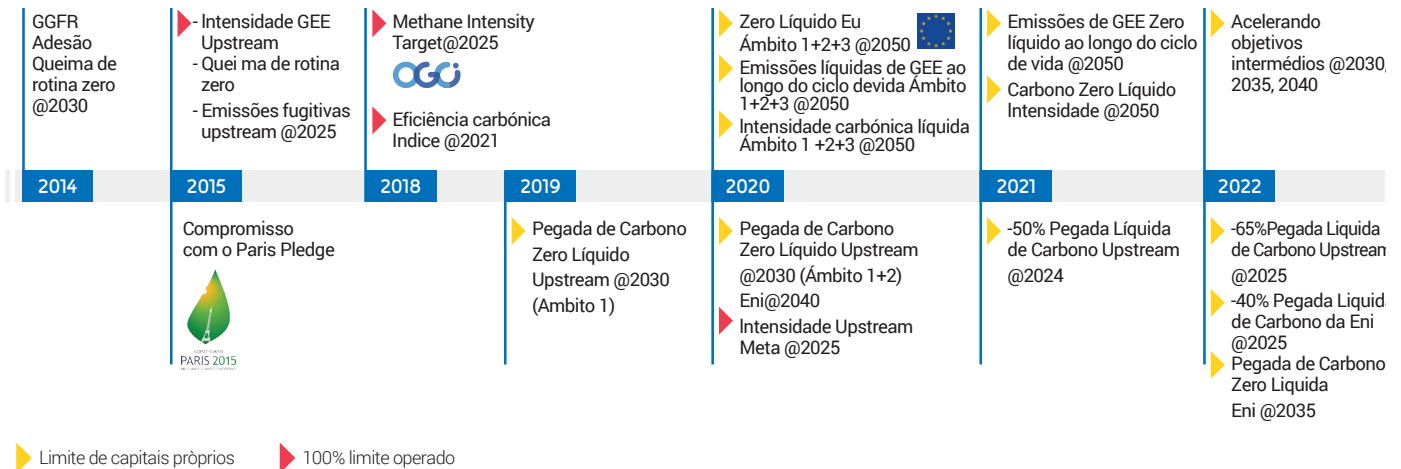 GGFR
Adesão
Queima de
rotina zero
@2030
- Intensidade GEE
Upstream
- Quei ma de rotina
zero
- Emissões fugitivas
upstream @2025
Methane Intensity
Target@2025
OGCI
Eficiência carbónica
Indice @2021
Zero Líquido Eu
Ámbito 1+2+3 @2050
Emissões líquidas de GEE ao
longo do ciclo devida Ámbito
1+2+3 @2050
Intensidade carbónica líquida
Ámbito 1 +2+3 @2050
Emissões de GEE Zero
líquido ao longo do ciclo
de vida @2050
Carbono Zero Líquido
Intensidade @2050
Acelerando
objetivos
intermédios @2030,
2035, 2040
2014
2015
2018
2019
2020
2021
2022
Compromisso
com o Paris Pledge
PARIS 2015
Pegada de Carbono
Zero Líquido
Upstream @2030
(Ambito 1)
Pegada de Carbono
Zero Líquido Upstream
@2030 (Ámbito 1+2)
Eni@2040
Intensidade Upstream
Meta @2025
-50% Pegada Líquida
de Carbono Upstream
@2024
-65%Pegada Liquida
de Carbono Upstream
@2025
-40% Pegada Liquida
de Carbono da Eni
@2025
Pegada de Carbono
Zero Liquida
Eni @2035
Limite de capitais pròprios
100% limite operado